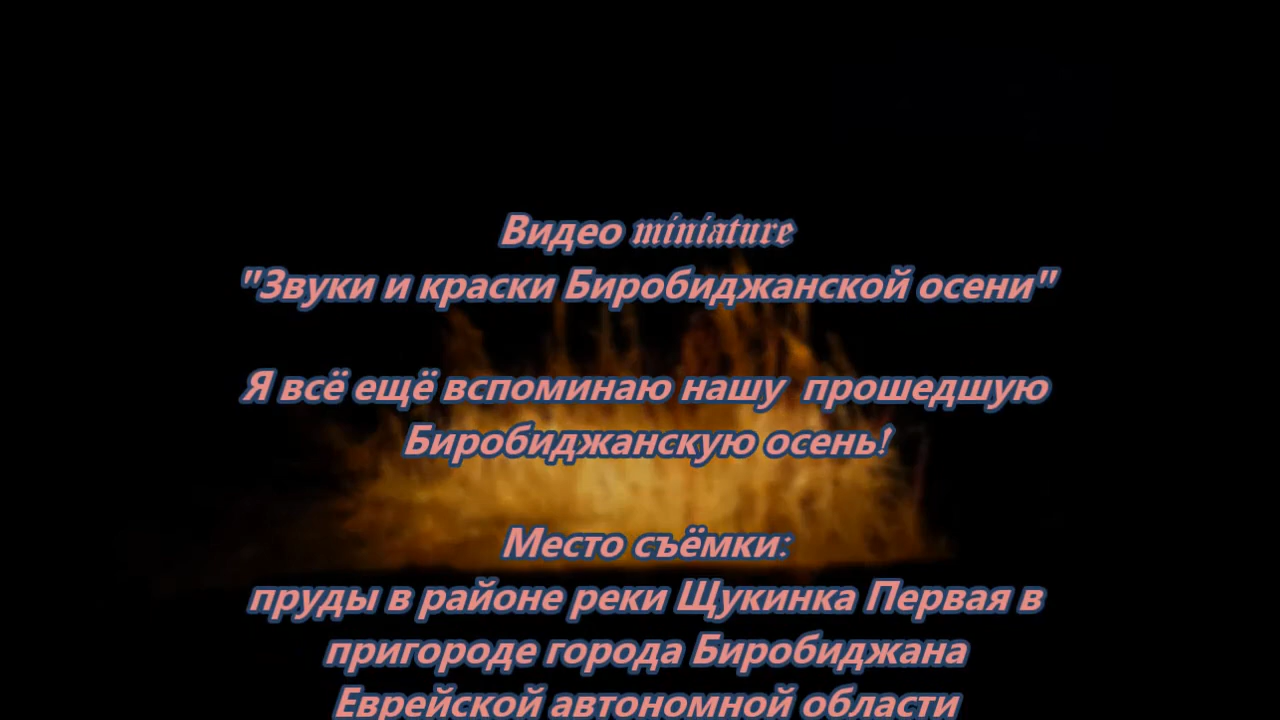 Видео miniature
"Звуки и краски Биробиджанской осени"
Я всё ещё вспоминаю нашу прошедшую
Биробиджанскую осень!
Место съёмки:
пруды в районе реки Щукинка Первая в
пригороде города Биробиджана
Еврейской автономной области